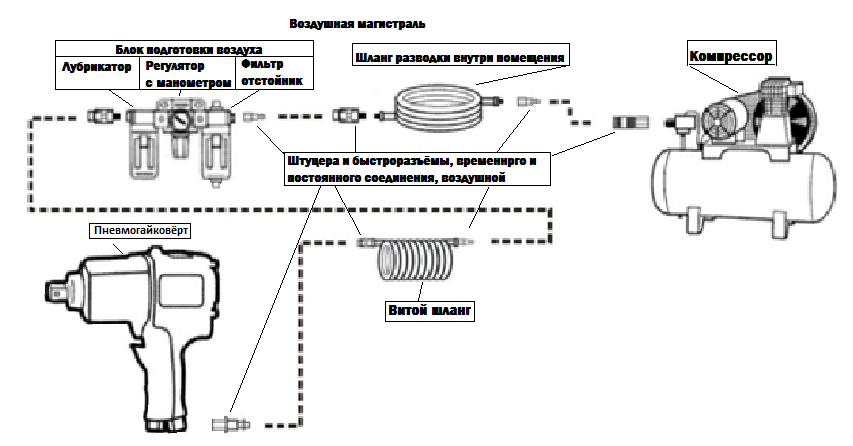 Воздушная магистраль
Блок подготовки воздуха
Лубрикатор
Регулятор
с манометром
Фильтр
отстойник
Шланг разводки внутри помещения
Компрессор
Штуцера и быстроразъёмы, временнрго и
постоянного соединения, воздушной
Пневмогайковёрт
Витой шланг